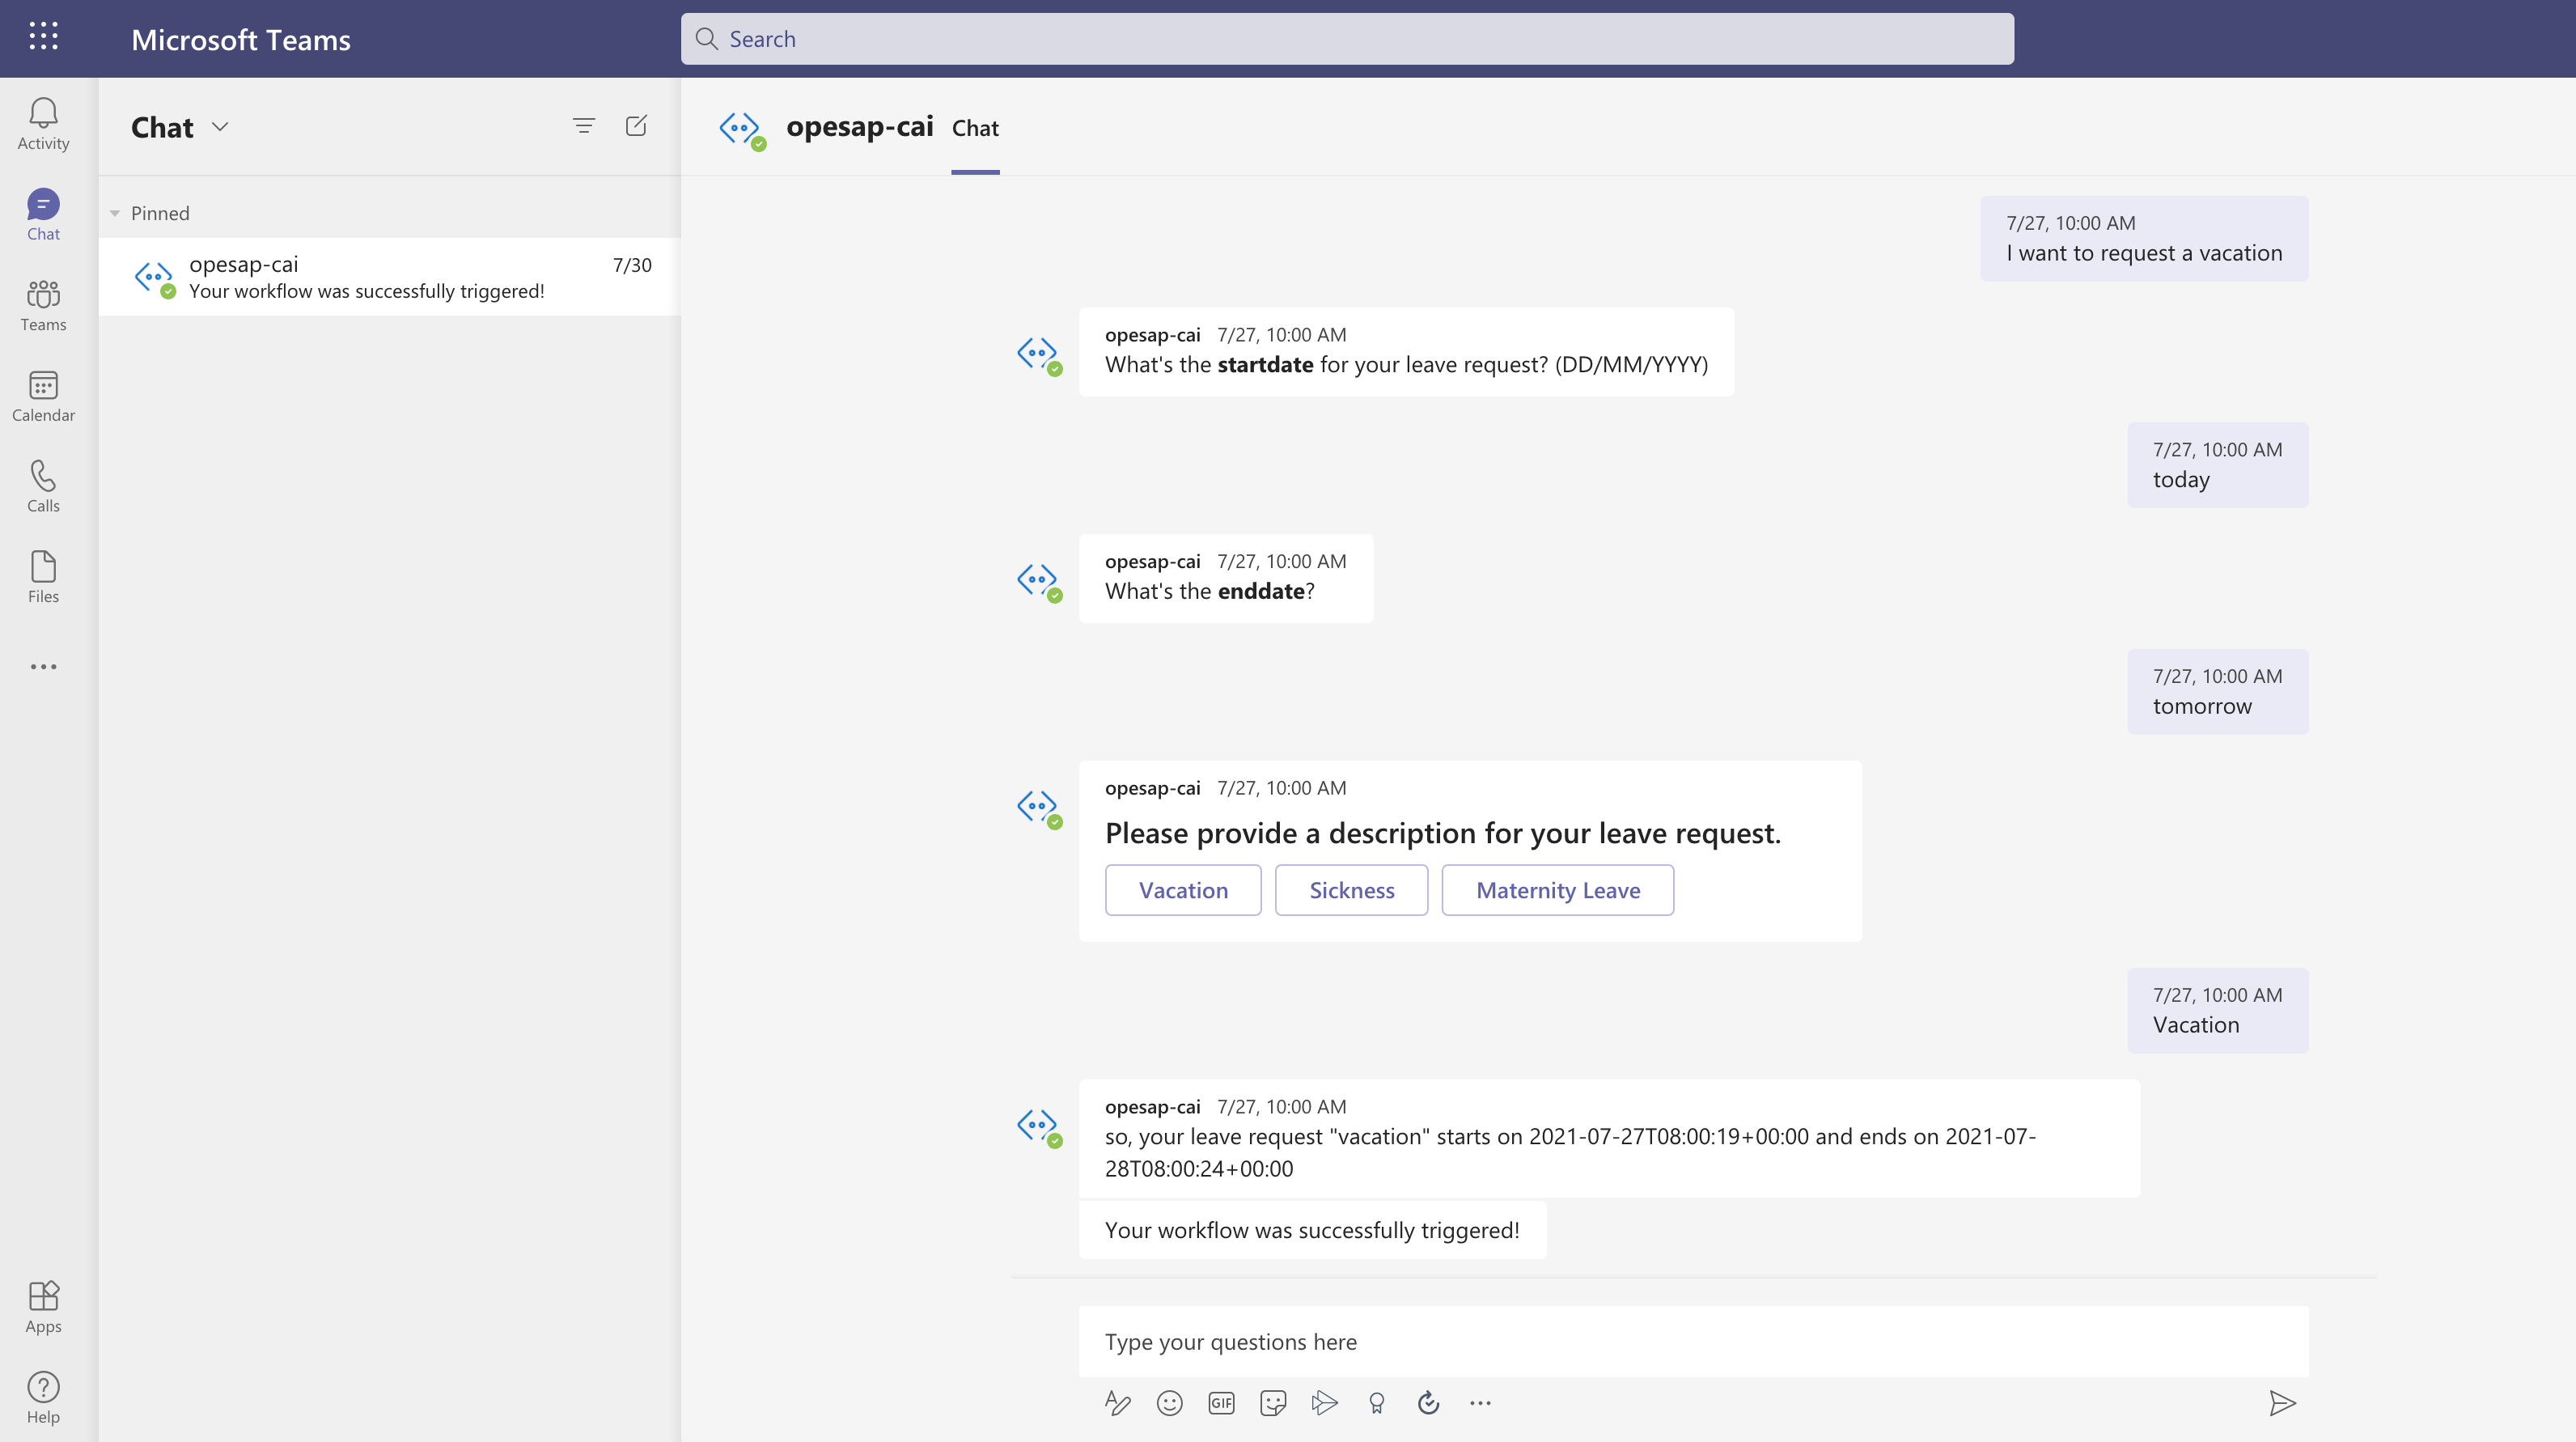 Microsoft Teams
Search
Activity
Chat
Teams
Calendar
Calls
Files
Apps
Help
Chat
Pinned
opesap-cai 7/30
Your workflow was successfully triggered!
opesap-cai Chat
7/27, 10:00 AM
I want to request a vacation
opesap-cai 7/27, 10:00 AM
What's the startdate for your leave request? (DD/MM/YYYY)
7/27, 10:00 AM
today
opesap-cai 7/27, 10:00 AM
What's the enddate?
7/27, 10:00 AM
tomorrow
opesap-cai 7/27, 10:00 AM
Please provide a description for your leave request.
Vacation Sickness Maternity Leave
7/27, 10:00 AM
Vacation
opesap-cai 7/27, 10:00 AM
so, your leave request "vacation" starts on 2021-07-27T08:00:19+00:00 and ends on 2021-07-
28T08:00:24+00:00
Your workflow was successfully triggered!
Type your questions here
GIF